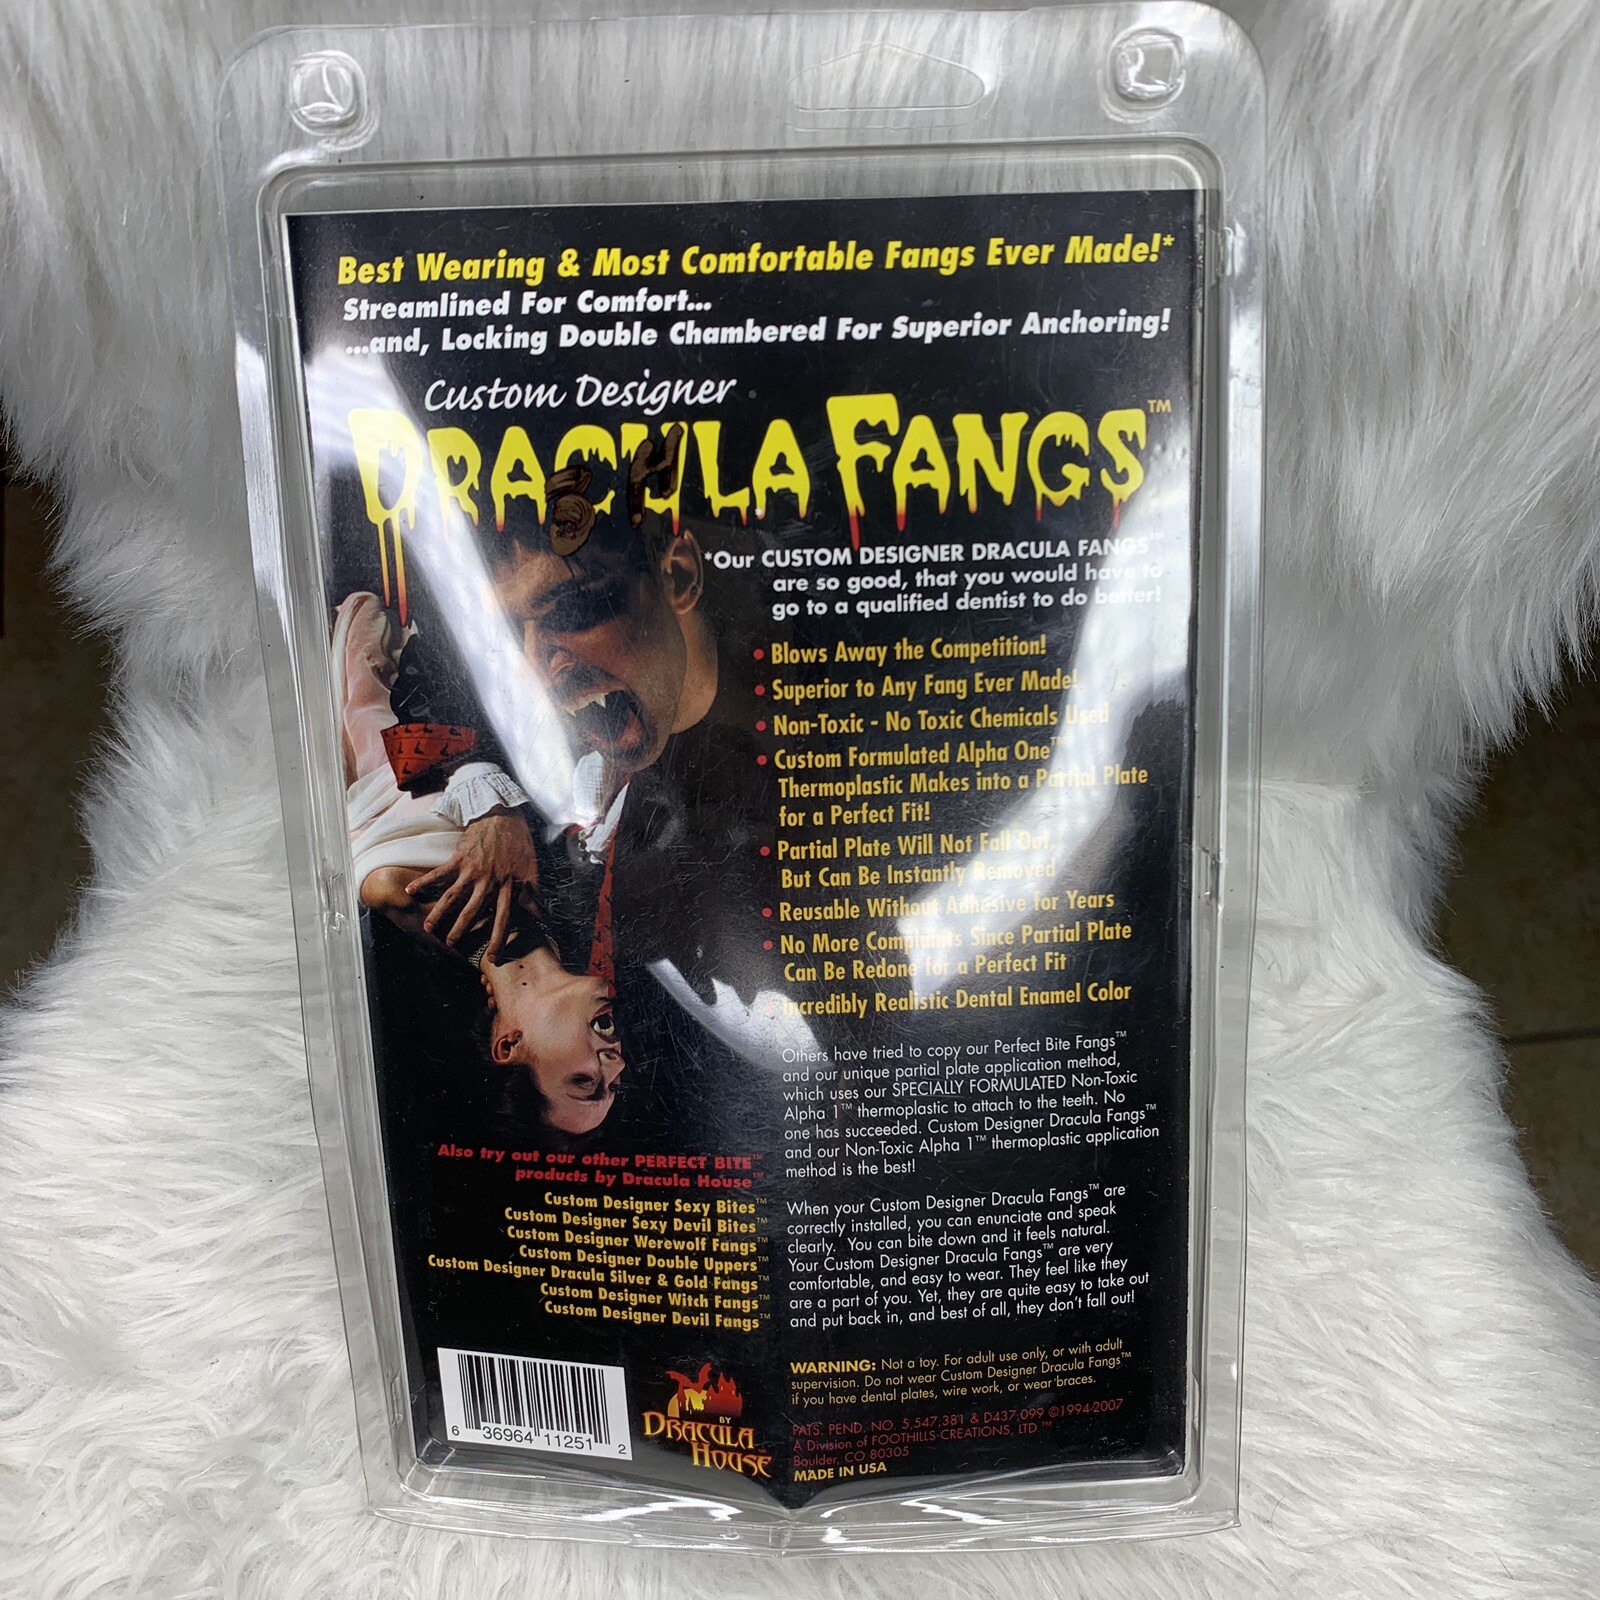 Best Wearing & Most Comfortable Fangs Ever Made!*
Streamlined For Comfort...
...and, Locking Double Chambered For Superior Anchoring!
Custom Designer
DRACULA FANGS™
*Our CUSTOM DESIGNER DRACULA FANGS™
are so good, that you would have to
go to a qualified dentist to do better!
• Blows Away the Competition!
• Superior to Any Fang Ever Made!
• Non-Toxic - No Toxic Chemicals Used
• Custom Formulated Alpha One™
Thermoplastic Makes into a Partial Plate
for a Perfect Fit!
• Partial Plate Will Not Fall Out,
But Can Be Instantly Removed
• Reusable Without Adhesive for Years
• No More Complaints Since Partial Plate
Can Be Redone for a Perfect Fit
• Incredibly Realistic Dental Enamel Color
Others have tried to copy our Perfect Bite Fangs™
and our unique partial plate application method,
which uses our SPECIALLY FORMULATED Non-Toxic
Alpha 1™ thermoplastic to attach to the teeth. No
one has succeeded. Custom Designer Dracula Fangs™
and our Non-Toxic Alpha 1™ thermoplastic application
method is the best!
When your Custom Designer Dracula Fangs™ are
correctly installed, you can enunciate and speak
clearly. You can bite down and it feels natural.
Your Custom Designer Dracula Fangs™ are very
comfortable, and easy to wear. They feel like they
are a part of you. Yet, they are quite easy to take out
and put back in, and best of all, they don't fall out!
WARNING: Not a toy. For adult use only, or with adult
supervision. Do not wear Custom Designer Dracula Fangs™
if you have dental plates, wire work, or wear braces.
PATS. PEND. NO. 5,547,381 & D437,099 ©1994-2007
A Division of FOOTHILLS CREATIONS, LTD™
Boulder, CO 80305
MADE IN USA
Also try out our other PERFECT BITE™
products by Dracula House™
Custom Designer Sexy Bites™
Custom Designer Sexy Devil Bites™
Custom Designer Werewolf Fangs™
Custom Designer Double Uppers™
Custom Designer Dracula Silver & Gold Fangs™
Custom Designer Witch Fangs™
Custom Designer Devil Fangs™
6 36964 11251 2
BY
DRACULA
HOUSE